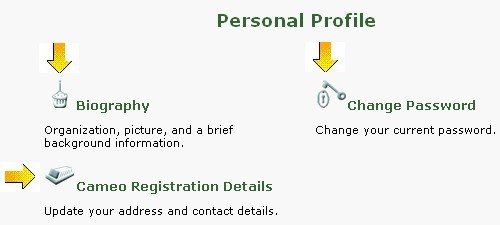 Personal Profile
Biography
Organization, picture, and a brief
background information.
Change Password
Change your current password.
Cameo Registration Details
Update your address and contact details.